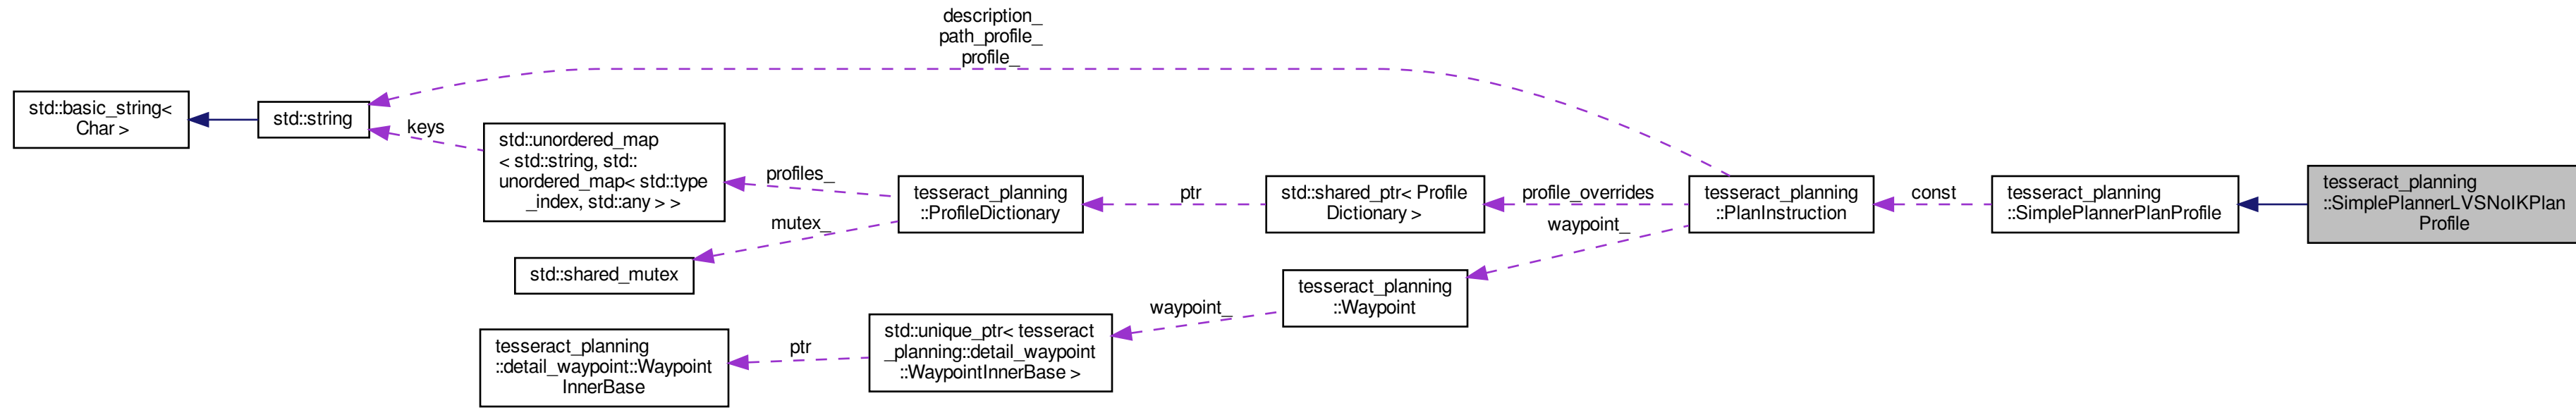 description_
path_profile_
profile_
std::basic_string<
Char >
std::string
keys
std::unordered_map
< std::string, std::
unordered_map< std::type
_index, std::any > >
profiles_
mutex_
std::shared_mutex
tesseract_planning
::ProfileDictionary
ptr
std::shared_ptr< Profile
Dictionary >
profile_overrides
waypoint_
tesseract_planning
::PlanInstruction
const
tesseract_planning
::SimplePlannerPlanProfile
tesseract_planning
::SimplePlannerLVSNoIKPlan
Profile
tesseract_planning
::Waypoint
waypoint_
std::unique_ptr< tesseract
_planning::detail_waypoint
::WaypointInnerBase >
ptr
tesseract_planning
::detail_waypoint::Waypoint
InnerBase